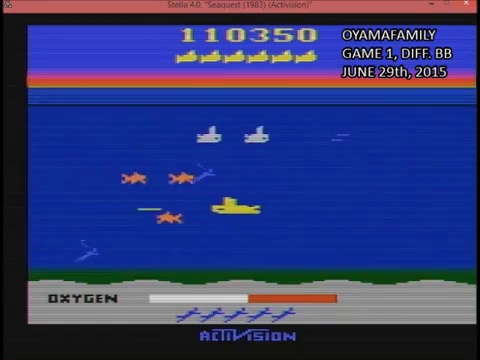 Stella 4.0: "Seaquest (1983) (Activision)"
110350
OYAMAFAMILY
GAME 1, DIFF. BB
JUNE 29th, 2015
OXYGEN
ACTIVISION